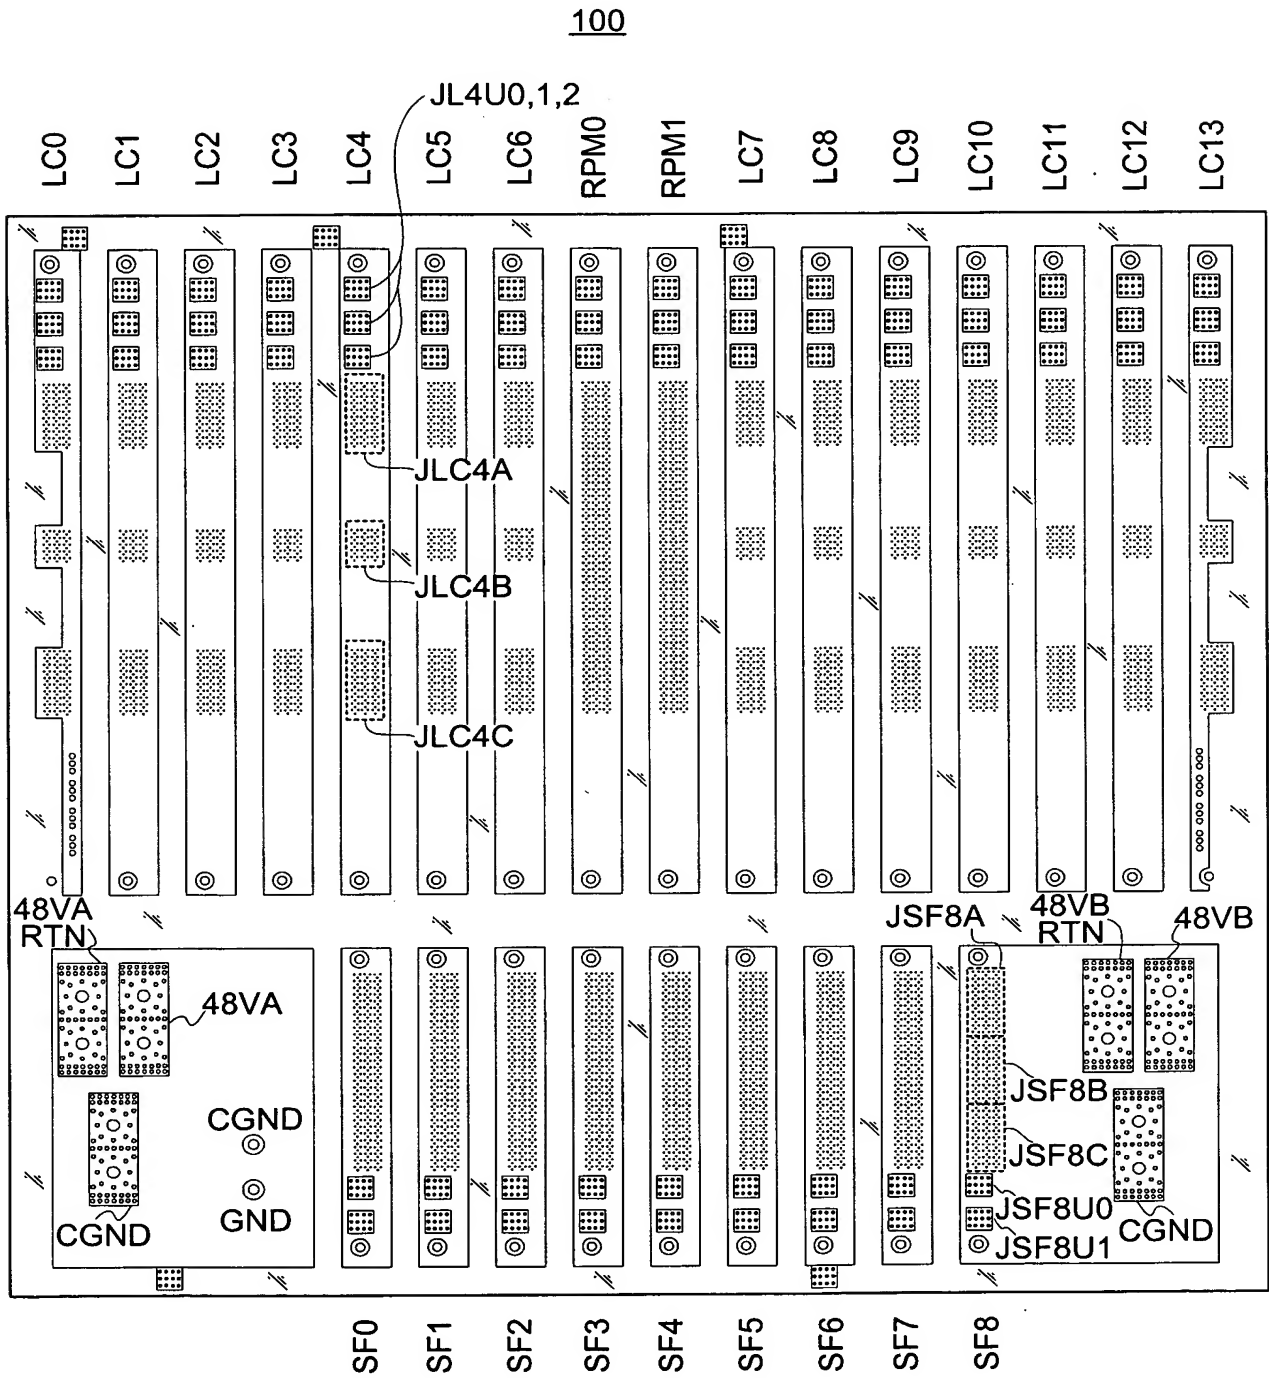 100
JL4U0,1,2
LC0
LC1
LC2
LC3
LC4
LC5
LC6
RPM0
RPM1
LC7
LC8
LC9
LC10
LC11
LC12
LC13
JLC4A
JLC4B
JLC4C
48VA
RTN
48VA
CGND
GND
CGND
JSF8A
48VB
RTN
48VB
JSF8B
JSF8C
JSF8U0
JSF8U1
CGND
SF0
SF1
SF2
SF3
SF4
SF5
SF6
SF7
SF8